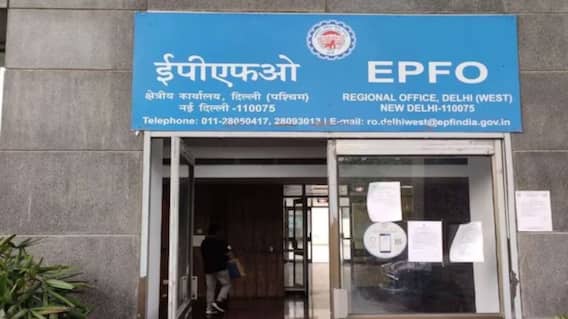 ईपीएफओ
क्षेत्रीय कार्यालय, दिल्ली (पश्चिम)
नई दिल्ली -110075
EPFO
REGIONAL OFFICE, DELHI (WEST)
NEW DELHI-110075
Telephone: 011-28050417, 28093013 | E-mail: ro.delhiwest@epfindia.gov.in